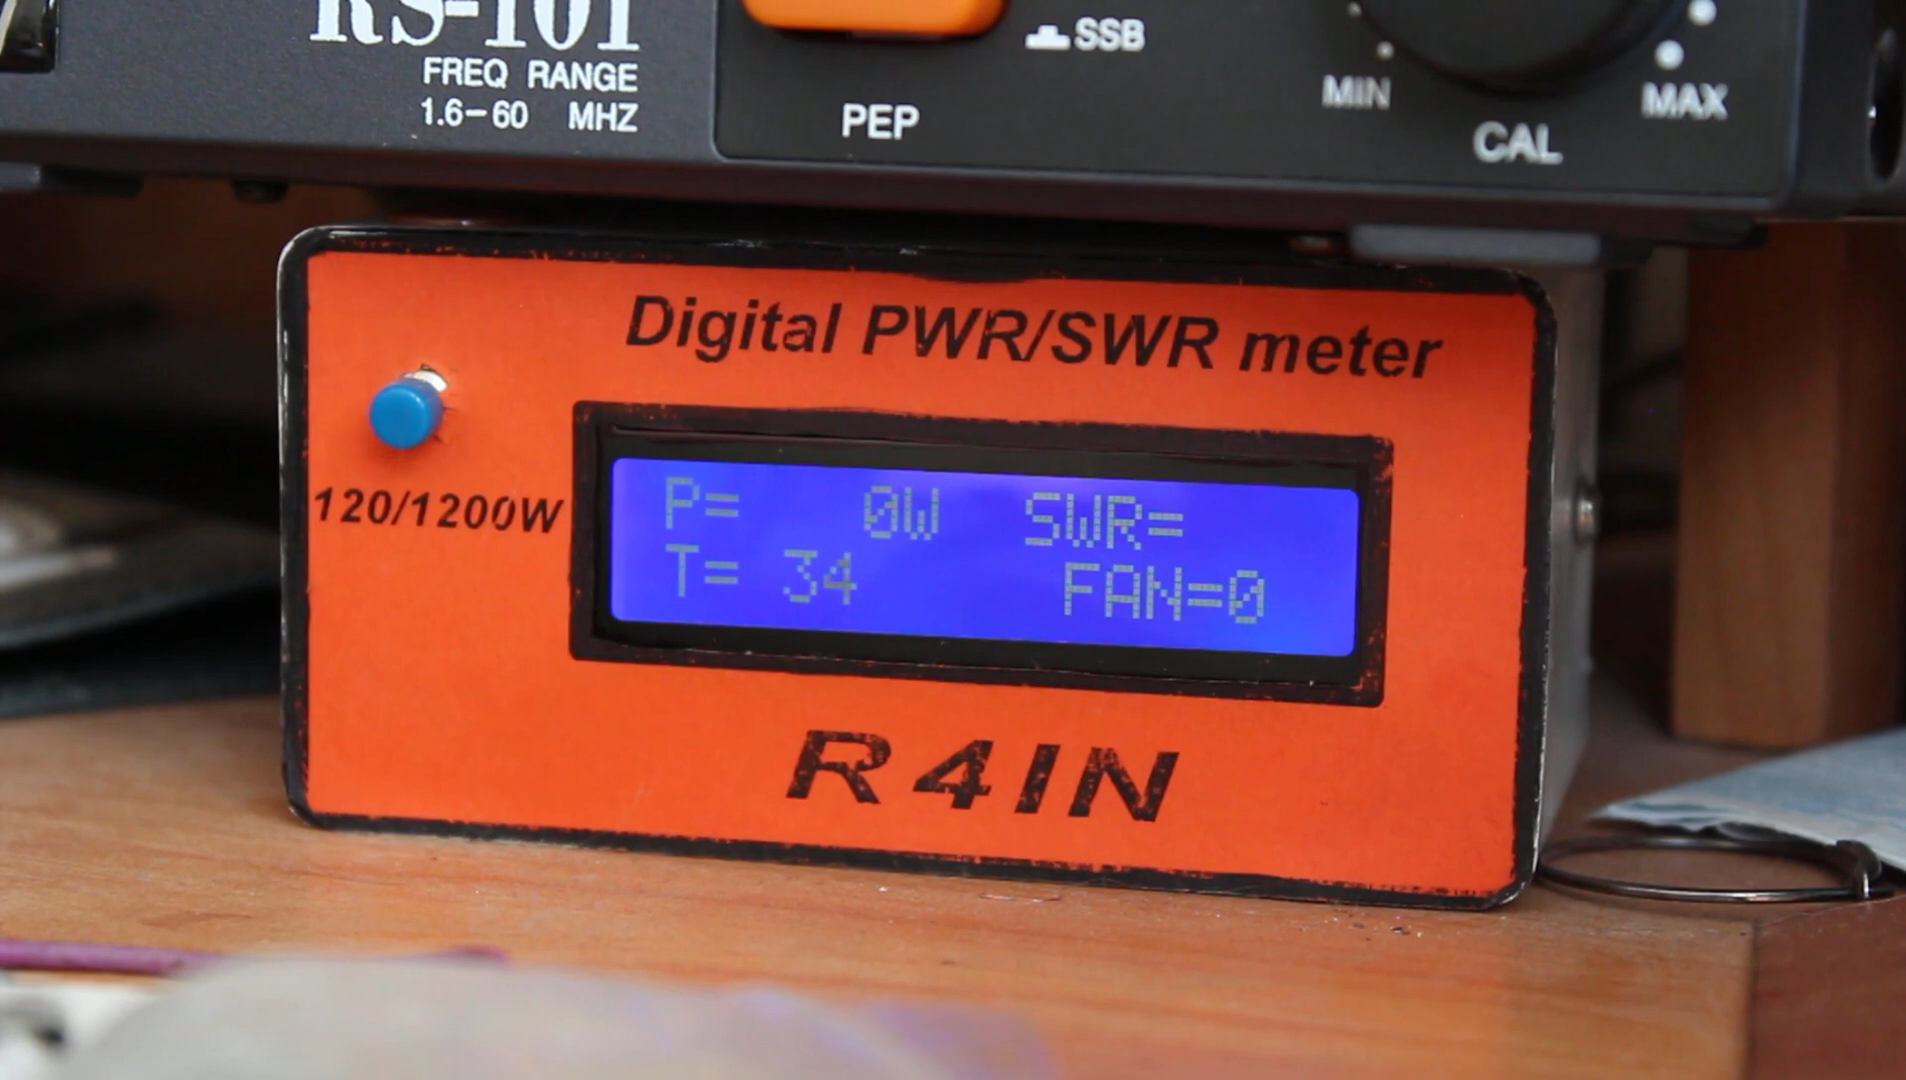 RS-101
FREQ RANGE
1.6-60 MHZ
SSB
PEP
MIN
MAX
CAL
Digital PWR/SWR meter
120/1200W
P= 0W SWR=
T= 34 FAN=0
R4IN